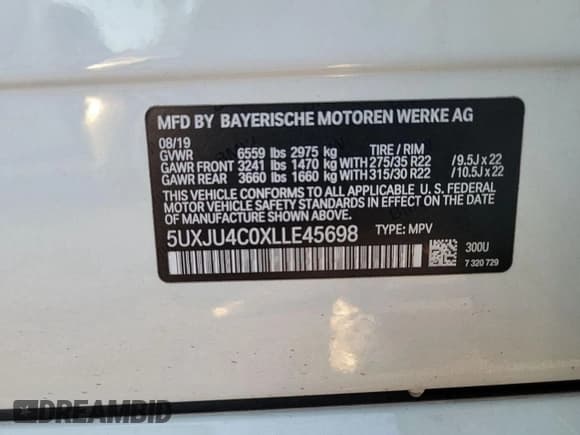 MFD BY BAYERISCHE MOTOREN WERKE AG
08/19
GVWR 6559 lbs 2975 kg TIRE / RIM
GAWR FRONT 3241 lbs 1470 kg WITH 275/35 R22 /9.5J x 22
GAWR REAR 3660 lbs 1660 kg WITH 315/30 R22 /10.5J x 22
THIS VEHICLE CONFORMS TO ALL APPLICABLE U. S. FEDERAL
MOTOR VEHICLE SAFETY STANDARDS IN EFFECT ON THE DATE
OF MANUFACTURE SHOWN ABOVE.
5UXJU4C0XLLE45698 TYPE: MPV
300U
7 320 729
DREAMBID